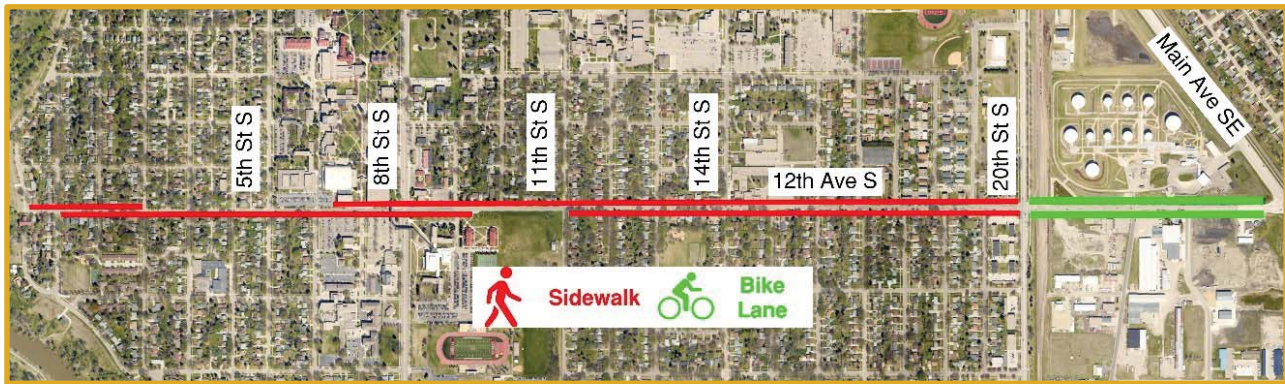 5th St S
8th St S
11th St S
14th St S
12th Ave S
20th St S
Main Ave SE
Sidewalk
Bike
Lane